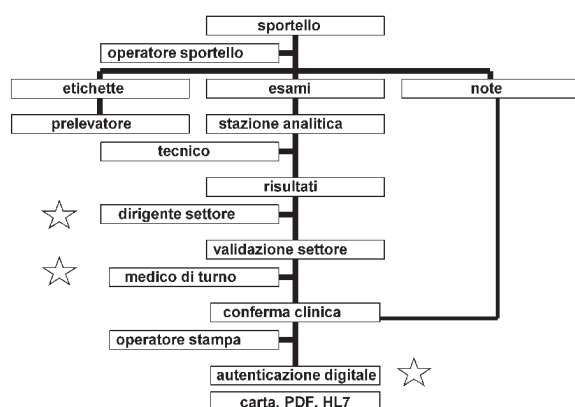 sportello
operatore sportello
etichette
esami
note
prelevatore
stazione analitica
tecnico
risultati
dirigente settore
validazione settore
medico di turno
conferma clinica
operatore stampa
autenticazione digitale
carta, PDF, HL7